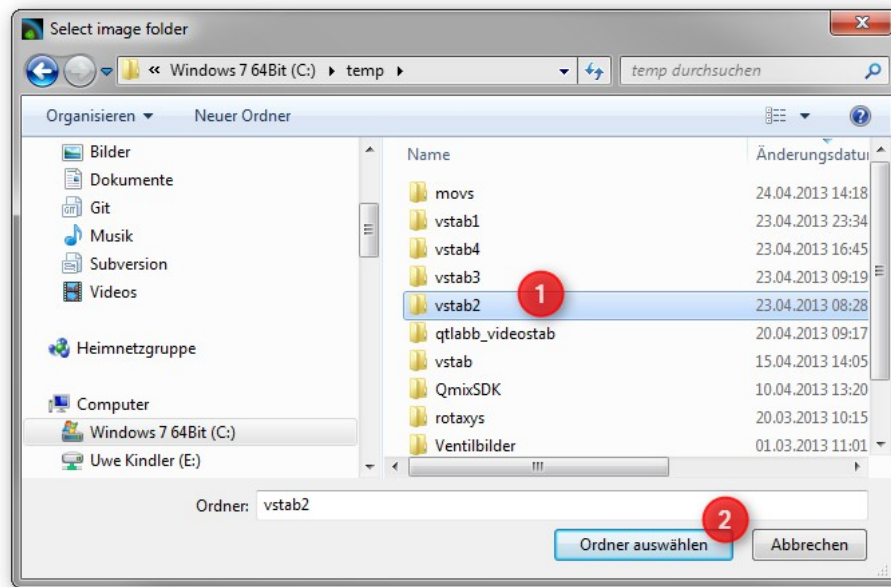 Select image folder
« Windows 7 64Bit (C:) temp temp durchsuchen
Organisieren Neuer Ordner
Bilder
Dokumente
Git
Musik
Subversion
Videos
Heimnetzgruppe
Computer
Windows 7 64Bit (C:)
Uwe Kindler (E:)
Name Änderungsdatu
movs 24.04.2013 14:18
vstab1 23.04.2013 23:34
vstab4 23.04.2013 16:45
vstab3 23.04.2013 09:19
1
vstab2 23.04.2013 08:28
qtlabb_videostab 20.04.2013 09:17
vstab 15.04.2013 14:05
QmixSDK 10.04.2013 13:20
rotaxys 20.03.2013 10:15
Ventilbilder 01.03.2013 11:01
Ordner: vstab2
2
Ordner auswählen Abbrechen